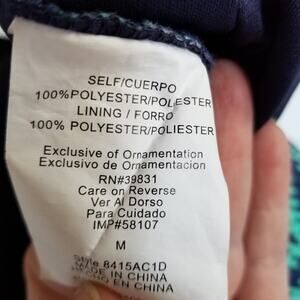 SELF/CUERPO
100%POLYESTER/POLIESTER
LINING / FORRO
100% POLYESTER/POLIESTER
Exclusive of Ornamentation
Exclusivo de Ornamentacion
RN#39831
Care on Reverse
Ver Al Dorso
Para Cuidado
IMP#58107
M
Style 8415AC1D
MADE IN CHINA
HECHO EN CHINA